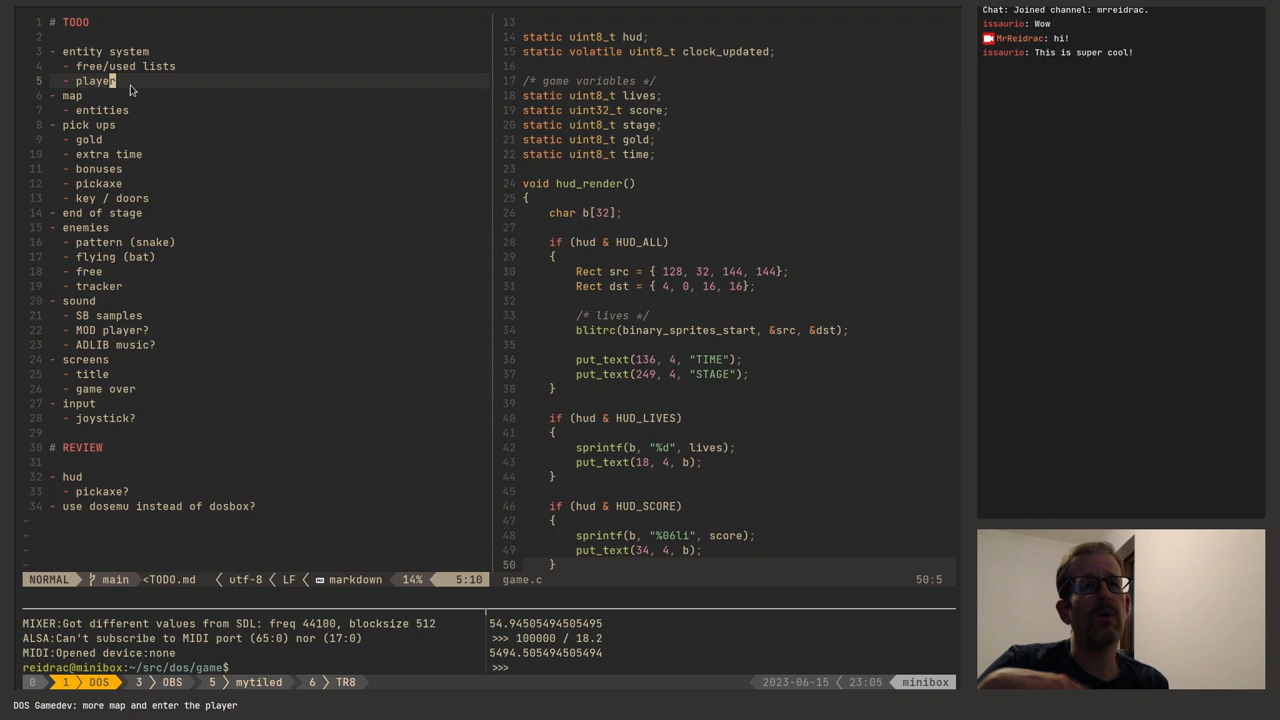 1 # TODO
2
3 - entity system
4 - free/used lists
5 - player
6 - map
7 - entities
8 - pick ups
9 - gold
10 - extra time
11 - bonuses
12 - pickaxe
13 - key / doors
14 - end of stage
15 - enemies
16 - pattern (snake)
17 - flying (bat)
18 - free
19 - tracker
20 - sound
21 - SB samples
22 - MOD player?
23 - ADLIB music?
24 - screens
25 - title
26 - game over
27 - input
28 - joystick?
29
30 # REVIEW
31
32 - hud
33 - pickaxe?
34 - use dosemu instead of dosbox?
~
~
~
~
NORMAL main <TODO.md utf-8 LF markdown 14% 5:10
13
14 static uint8_t hud;
15 static volatile uint8_t clock_updated;
16
17 /* game variables */
18 static uint8_t lives;
19 static uint32_t score;
20 static uint8_t stage;
21 static uint8_t gold;
22 static uint8_t time;
23
24 void hud_render()
25 {
26 char b[32];
27
28 if (hud & HUD_ALL)
29 {
30 Rect src = { 128, 32, 144, 144};
31 Rect dst = { 4, 0, 16, 16};
32
33 /* lives */
34 blitrc(binary_sprites_start, &src, &dst);
35
36 put_text(136, 4, "TIME");
37 put_text(249, 4, "STAGE");
38 }
39
40 if (hud & HUD_LIVES)
41 {
42 sprintf(b, "%d", lives);
43 put_text(18, 4, b);
44 }
45
46 if (hud & HUD_SCORE)
47 {
48 sprintf(b, "%06li", score);
49 put_text(34, 4, b);
50 }
game.c 50:5
MIXER:Got different values from SDL: freq 44100, blocksize 512
ALSA:Can't subscribe to MIDI port (65:0) nor (17:0)
MIDI:Opened device:none
reidrac@minibox:~/src/dos/game$
54.94505494505495
>>> 100000 / 18.2
5494.505494505494
>>>
0 1 DOS 3 > OBS 5 mytiled 6 TR8 2023-06-15 23:05 minibox
DOS Gamedev: more map and enter the player
Chat: Joined channel: mrreidrac.
issaurio: Wow
MrReidrac: hi!
issaurio: This is super cool!